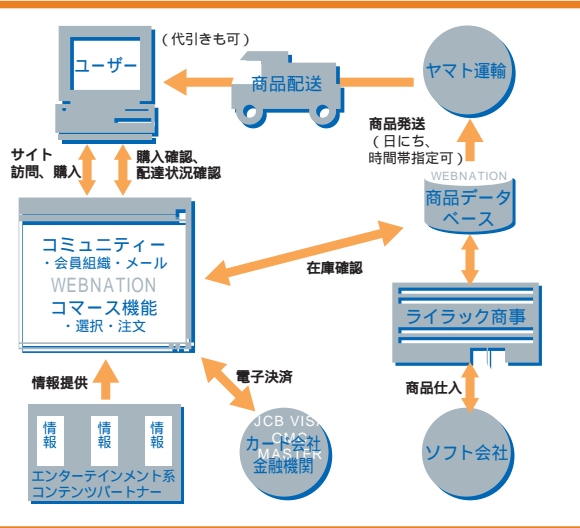 （代引きも可）
ユーザー
商品配送
ヤマト運輸
サイト
訪問、購入
購入確認、
配達状況確認
商品発送
（日にち、
時間帯指定可）
WEBNATION
商品データ
ベース
コミュニティー
・会員組織・メール
WEBNATION
コマース機能
・選択・注文
在庫確認
ライラック商事
情報提供
電子決済
商品仕入
情報
情報
情報
エンターテインメント系
コンテンツパートナー
JCB VISA
CMC
MASTER
カード会社
金融機関
ソフト会社